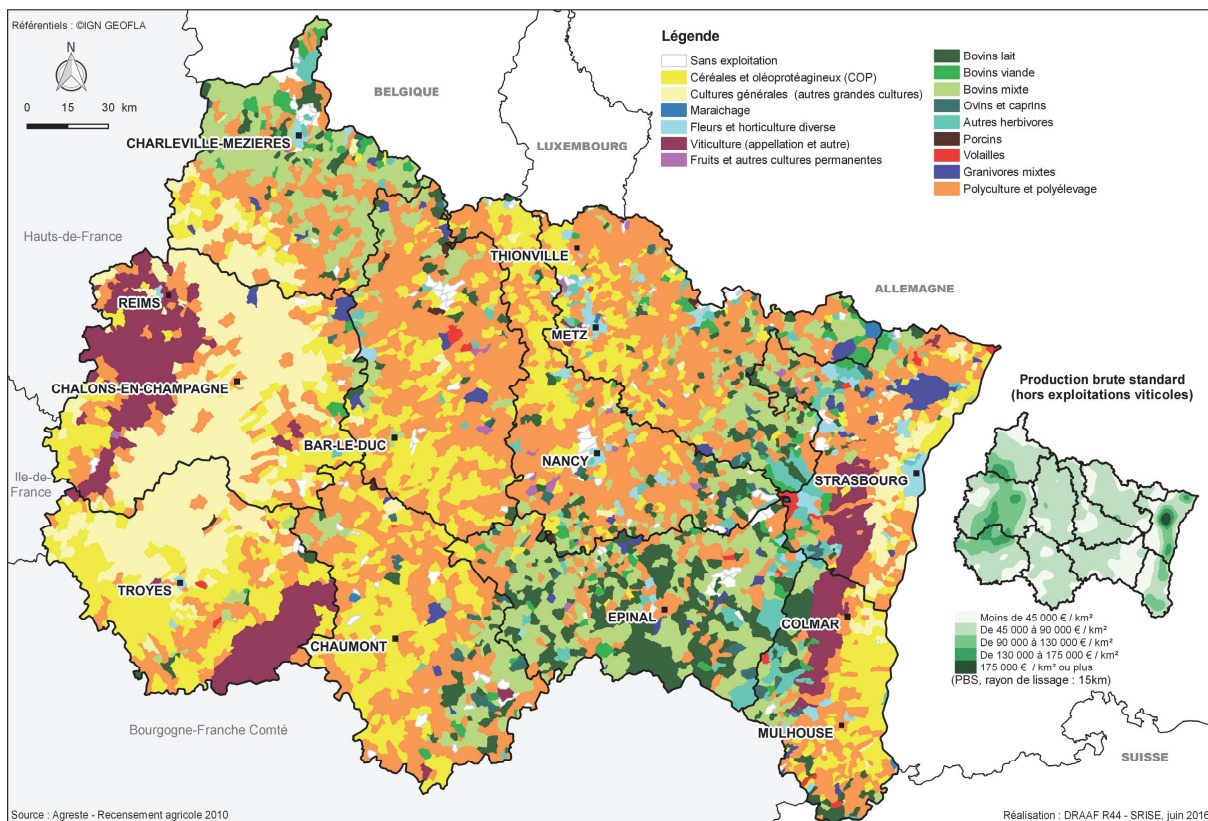 Référentiels : ©IGN GEOFLA
N
0 15 30 km
Légende
Sans exploitation
Céréales et oléoprotéagineux (COP)
Cultures générales (autres grandes cultures)
Maraichage
Fleurs et horticulture diverse
Viticulture (appellation et autre)
Fruits et autres cultures permanentes
Bovins lait
Bovins viande
Bovins mixte
Ovins et caprins
Autres herbivores
Porcins
Volailles
Granivores mixtes
Polyculture et polyélevage
BELGIQUE
CHARLEVILLE-MEZIERES
LUXEMBOURG
Hauts-de-France
THIONVILLE
ALLEMAGNE
REIMS
METZ
CHALONS-EN-CHAMPAGNE
BAR-LE-DUC
NANCY
STRASBOURG
Ile-de-
France
TROYES
EPINAL
COLMAR
CHAUMONT
Bourgogne-Franche Comté
MULHOUSE
SUISSE
Production brute standard
(hors exploitations viticoles)
Moins de 45 000 € / km²
De 45 000 à 90 000 € / km²
De 90 000 à 130 000 € / km²
De 130 000 à 175 000 € / km²
175 000 € / km² ou plus
(PBS, rayon de lissage : 15km)
Source : Agreste - Recensement agricole 2010
Réalisation : DRAAF R44 - SRISE, juin 2016